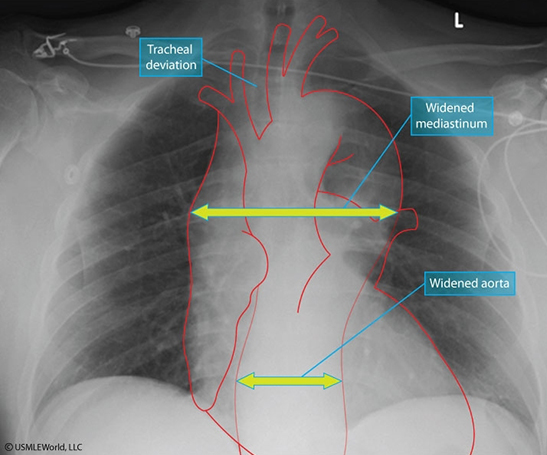 L
Tracheal
deviation
Widened
mediastinum
Widened aorta
© USMLEWorld, LLC